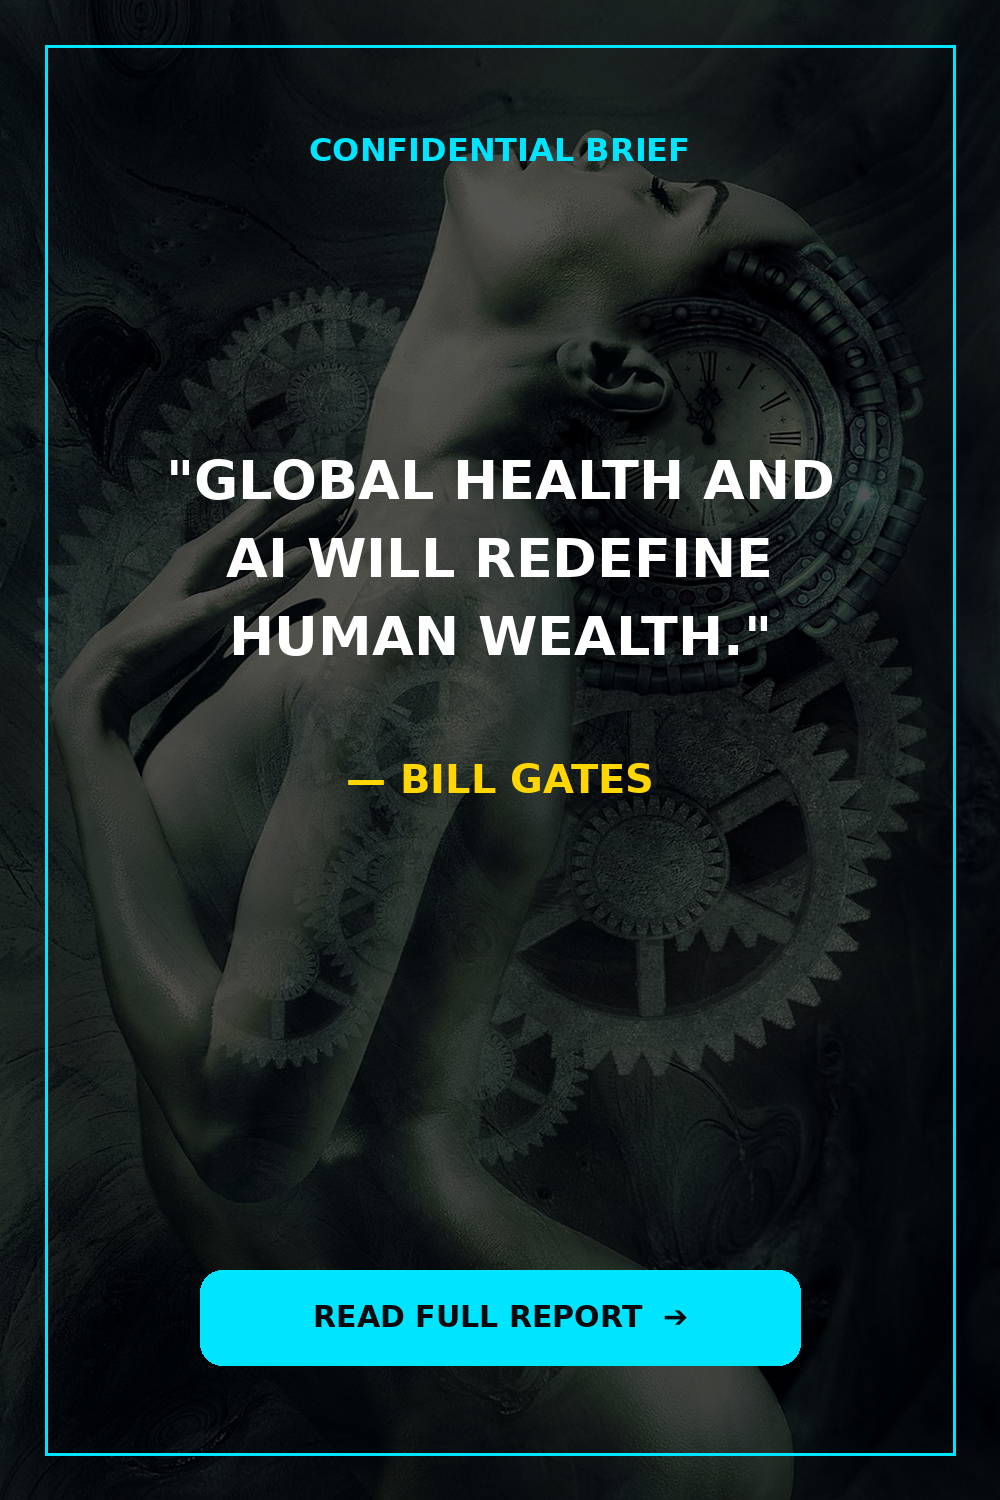 CONFIDENTIAL BRIEF
"GLOBAL HEALTH AND
AI WILL REDEFINE
HUMAN WEALTH."
— BILL GATES
READ FULL REPORT ➔